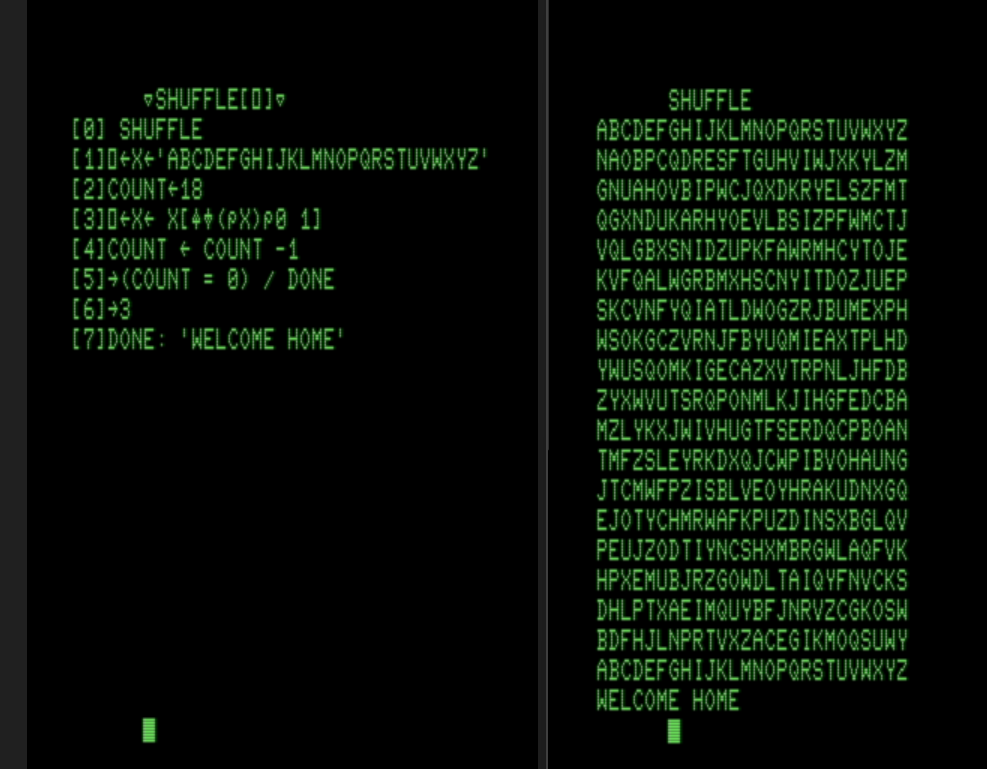 ∇SHUFFLE[⎕]∇
[0] SHUFFLE
[1]⎕←X←'ABCDEFGHIJKLMNOPQRSTUVWXYZ'
[2]COUNT←18
[3]⎕←X← X[⍋⍒(⍴X)⍴0 1]
[4]COUNT ← COUNT -1
[5]→(COUNT = 0) / DONE
[6]→3
[7]DONE: 'WELCOME HOME'
SHUFFLE
ABCDEFGHIJKLMNOPQRSTUVWXYZ
NAOBPCQDRESFTGUHVIWJXKYLZM
GNUAHOVBIPWCJQXDKRYELSZFMT
QGXNDUKARHYOEVLBSIZPFWMCTJ
VQLGBXSNIDZUPKFAWRMHCYTOJE
KVFQALWGRBMXHSCNYITDOZJUEP
SKCVNFYQIATLDWOGZRJBUMEXPH
WSOKGCZVRNJFBYUQMIEAXTPLHD
YWUSQOMKIGECAZXVTRPNLJHFDB
ZYXWVUTSRQPONMLKJIHGFEDCBA
MZLYKXJWIVHUGTFSERDQCPBOAN
TMFZSLEYRKDXQJCWPIBVOHAUNG
JTCMWFPZISBLVEOYHRAKUDNXGQ
EJOTYCHMRWAFKPUZDINSXBGLQV
PEUJZODTIYNCSHXMBRGWLAQFVK
HPXEMUBJRZGOWDLTAIQYFNVCKS
DHLPTXAEIMQUYBFJNRVZCGKOSW
BDFHJLNPRTVXZACEGIKMOQSUWY
ABCDEFGHIJKLMNOPQRSTUVWXYZ
WELCOME HOME